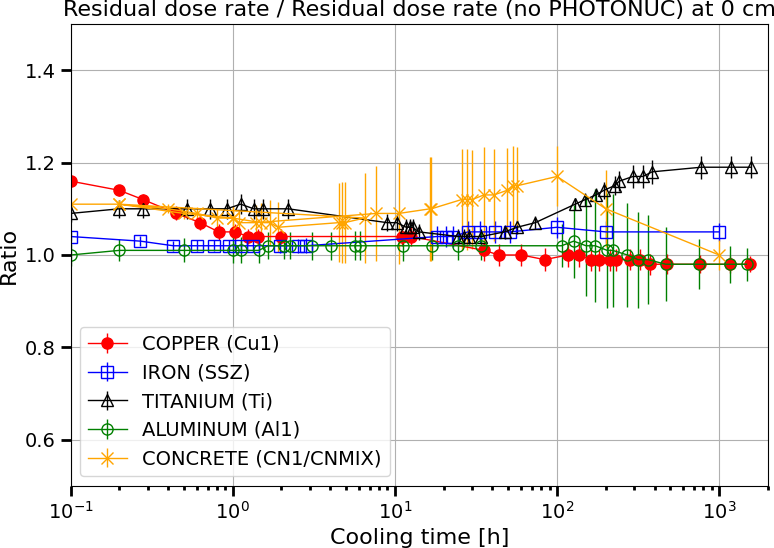 Residual dose rate / Residual dose rate (no PHOTONUC) at 0 cm
1.4
1.2
1.0
0.8
0.6
Ratio
COPPER (Cu1)
IRON (SSZ)
TITANIUM (Ti)
ALUMINUM (Al1)
CONCRETE (CN1/CNMIX)
10⁻¹ 10⁰ 10¹ 10² 10³
Cooling time [h]